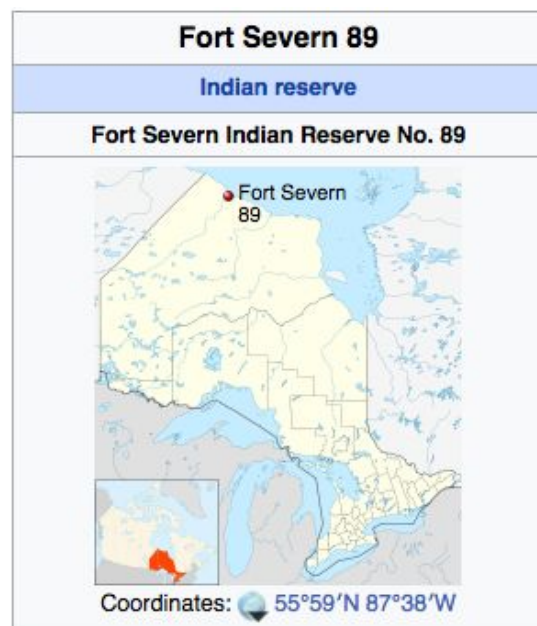 Fort Severn 89
Indian reserve
Fort Severn Indian Reserve No. 89
Fort Severn
89
Coordinates: 55°59′N 87°38′W